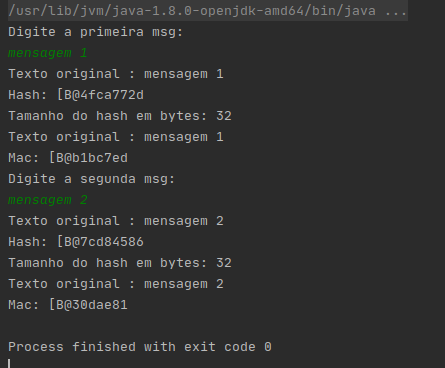 /usr/lib/jvm/java-1.8.0-openjdk-amd64/bin/java ...
Digite a primeira msg:
mensagem 1
Texto original : mensagem 1
Hash: [B@4fca772d
Tamanho do hash em bytes: 32
Texto original : mensagem 1
Mac: [B@b1bc7ed
Digite a segunda msg:
mensagem 2
Texto original : mensagem 2
Hash: [B@7cd84586
Tamanho do hash em bytes: 32
Texto original : mensagem 2
Mac: [B@30dae81
Process finished with exit code 0